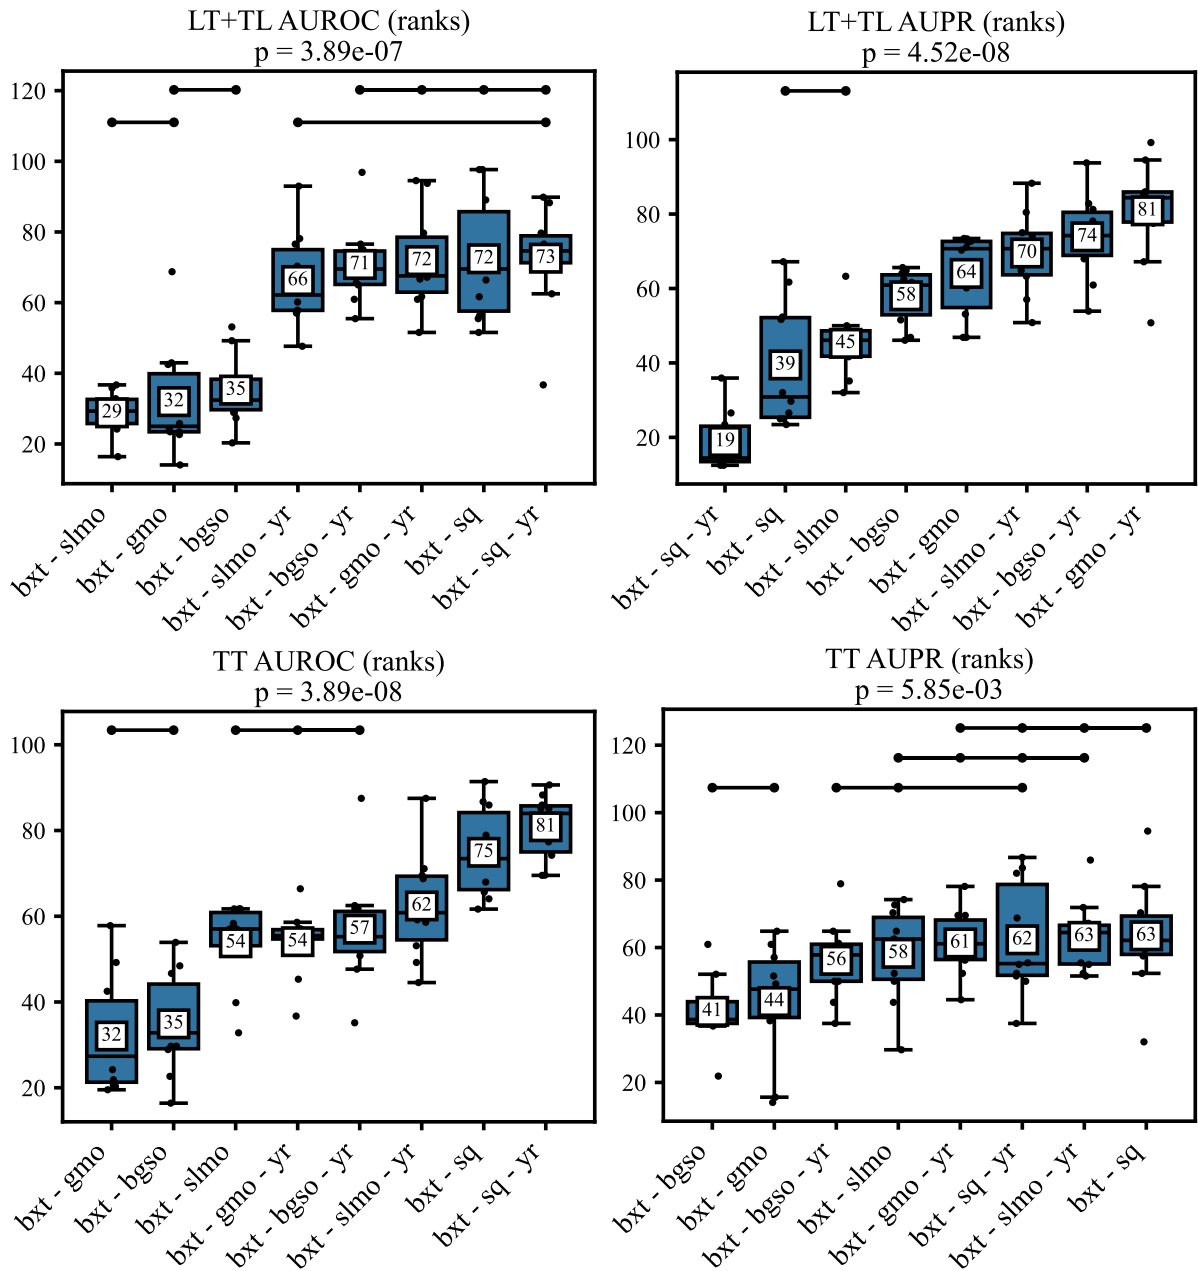 LT+TL AUROC (ranks)
p = 3.89e-07
120
100
80
60
40
20
29
32
35
66
71
72
72
73
bxt - slmo
bxt - gmo
bxt - bgso
bxt - slmo - yr
bxt - bgso - yr
bxt - gmo - yr
bxt - sq
bxt - sq - yr
LT+TL AUPR (ranks)
p = 4.52e-08
100
80
60
40
20
19
39
45
58
64
70
74
81
bxt - sq - yr
bxt - sq
bxt - slmo
bxt - bgso
bxt - gmo
bxt - slmo - yr
bxt - bgso - yr
bxt - gmo - yr
TT AUROC (ranks)
p = 3.89e-08
100
80
60
40
20
32
35
54
54
57
62
75
81
bxt - gmo
bxt - bgso
bxt - slmo
bxt - gmo - yr
bxt - bgso - yr
bxt - slmo - yr
bxt - sq
bxt - sq - yr
TT AUPR (ranks)
p = 5.85e-03
120
100
80
60
40
20
41
44
56
58
61
62
63
63
bxt - bgso
bxt - gmo
bxt - bgso - yr
bxt - slmo
bxt - gmo - yr
bxt - sq - yr
bxt - slmo - yr
bxt - sq